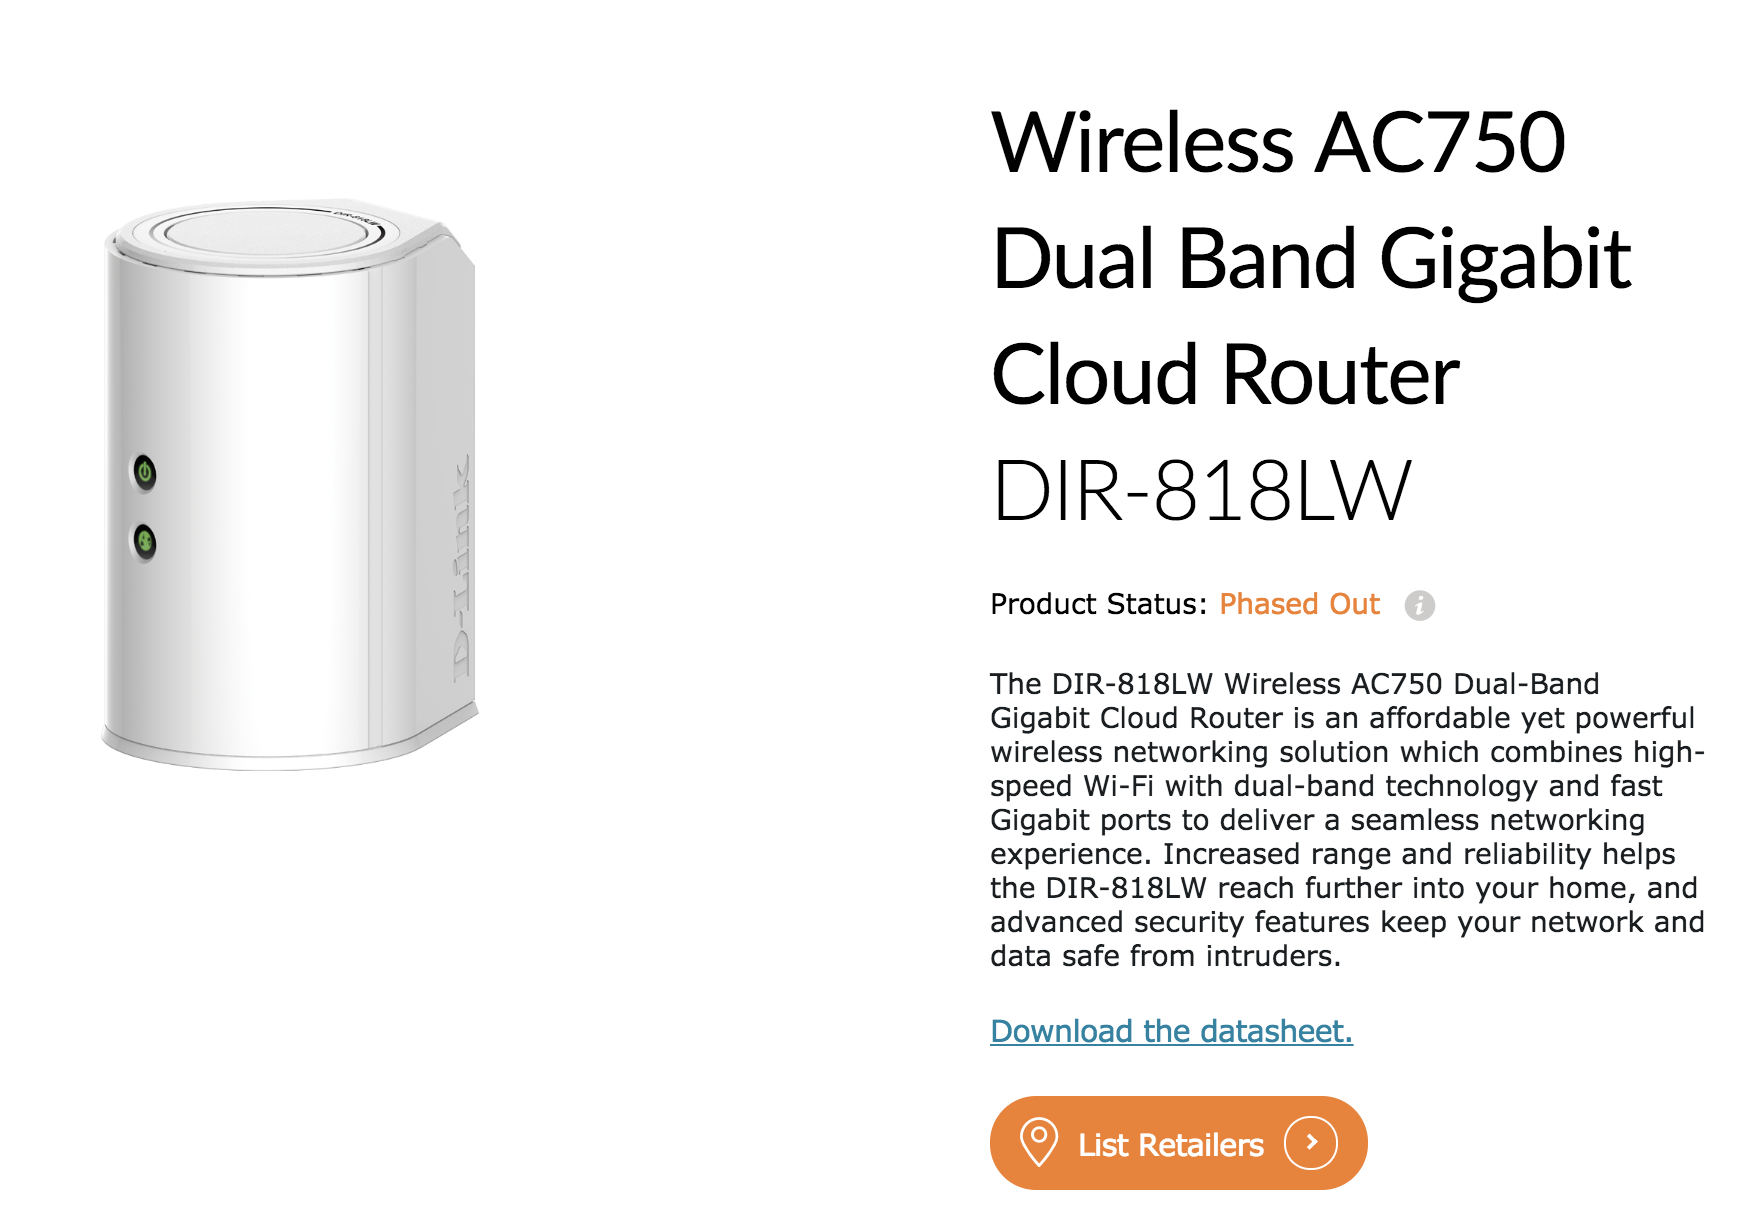 Wireless AC750
Dual Band Gigabit
Cloud Router
DIR-818LW
Product Status: Phased Out i
The DIR-818LW Wireless AC750 Dual-Band
Gigabit Cloud Router is an affordable yet powerful
wireless networking solution which combines high-
speed Wi-Fi with dual-band technology and fast
Gigabit ports to deliver a seamless networking
experience. Increased range and reliability helps
the DIR-818LW reach further into your home, and
advanced security features keep your network and
data safe from intruders.
Download the datasheet.
List Retailers
DIR-818LW
D-Link